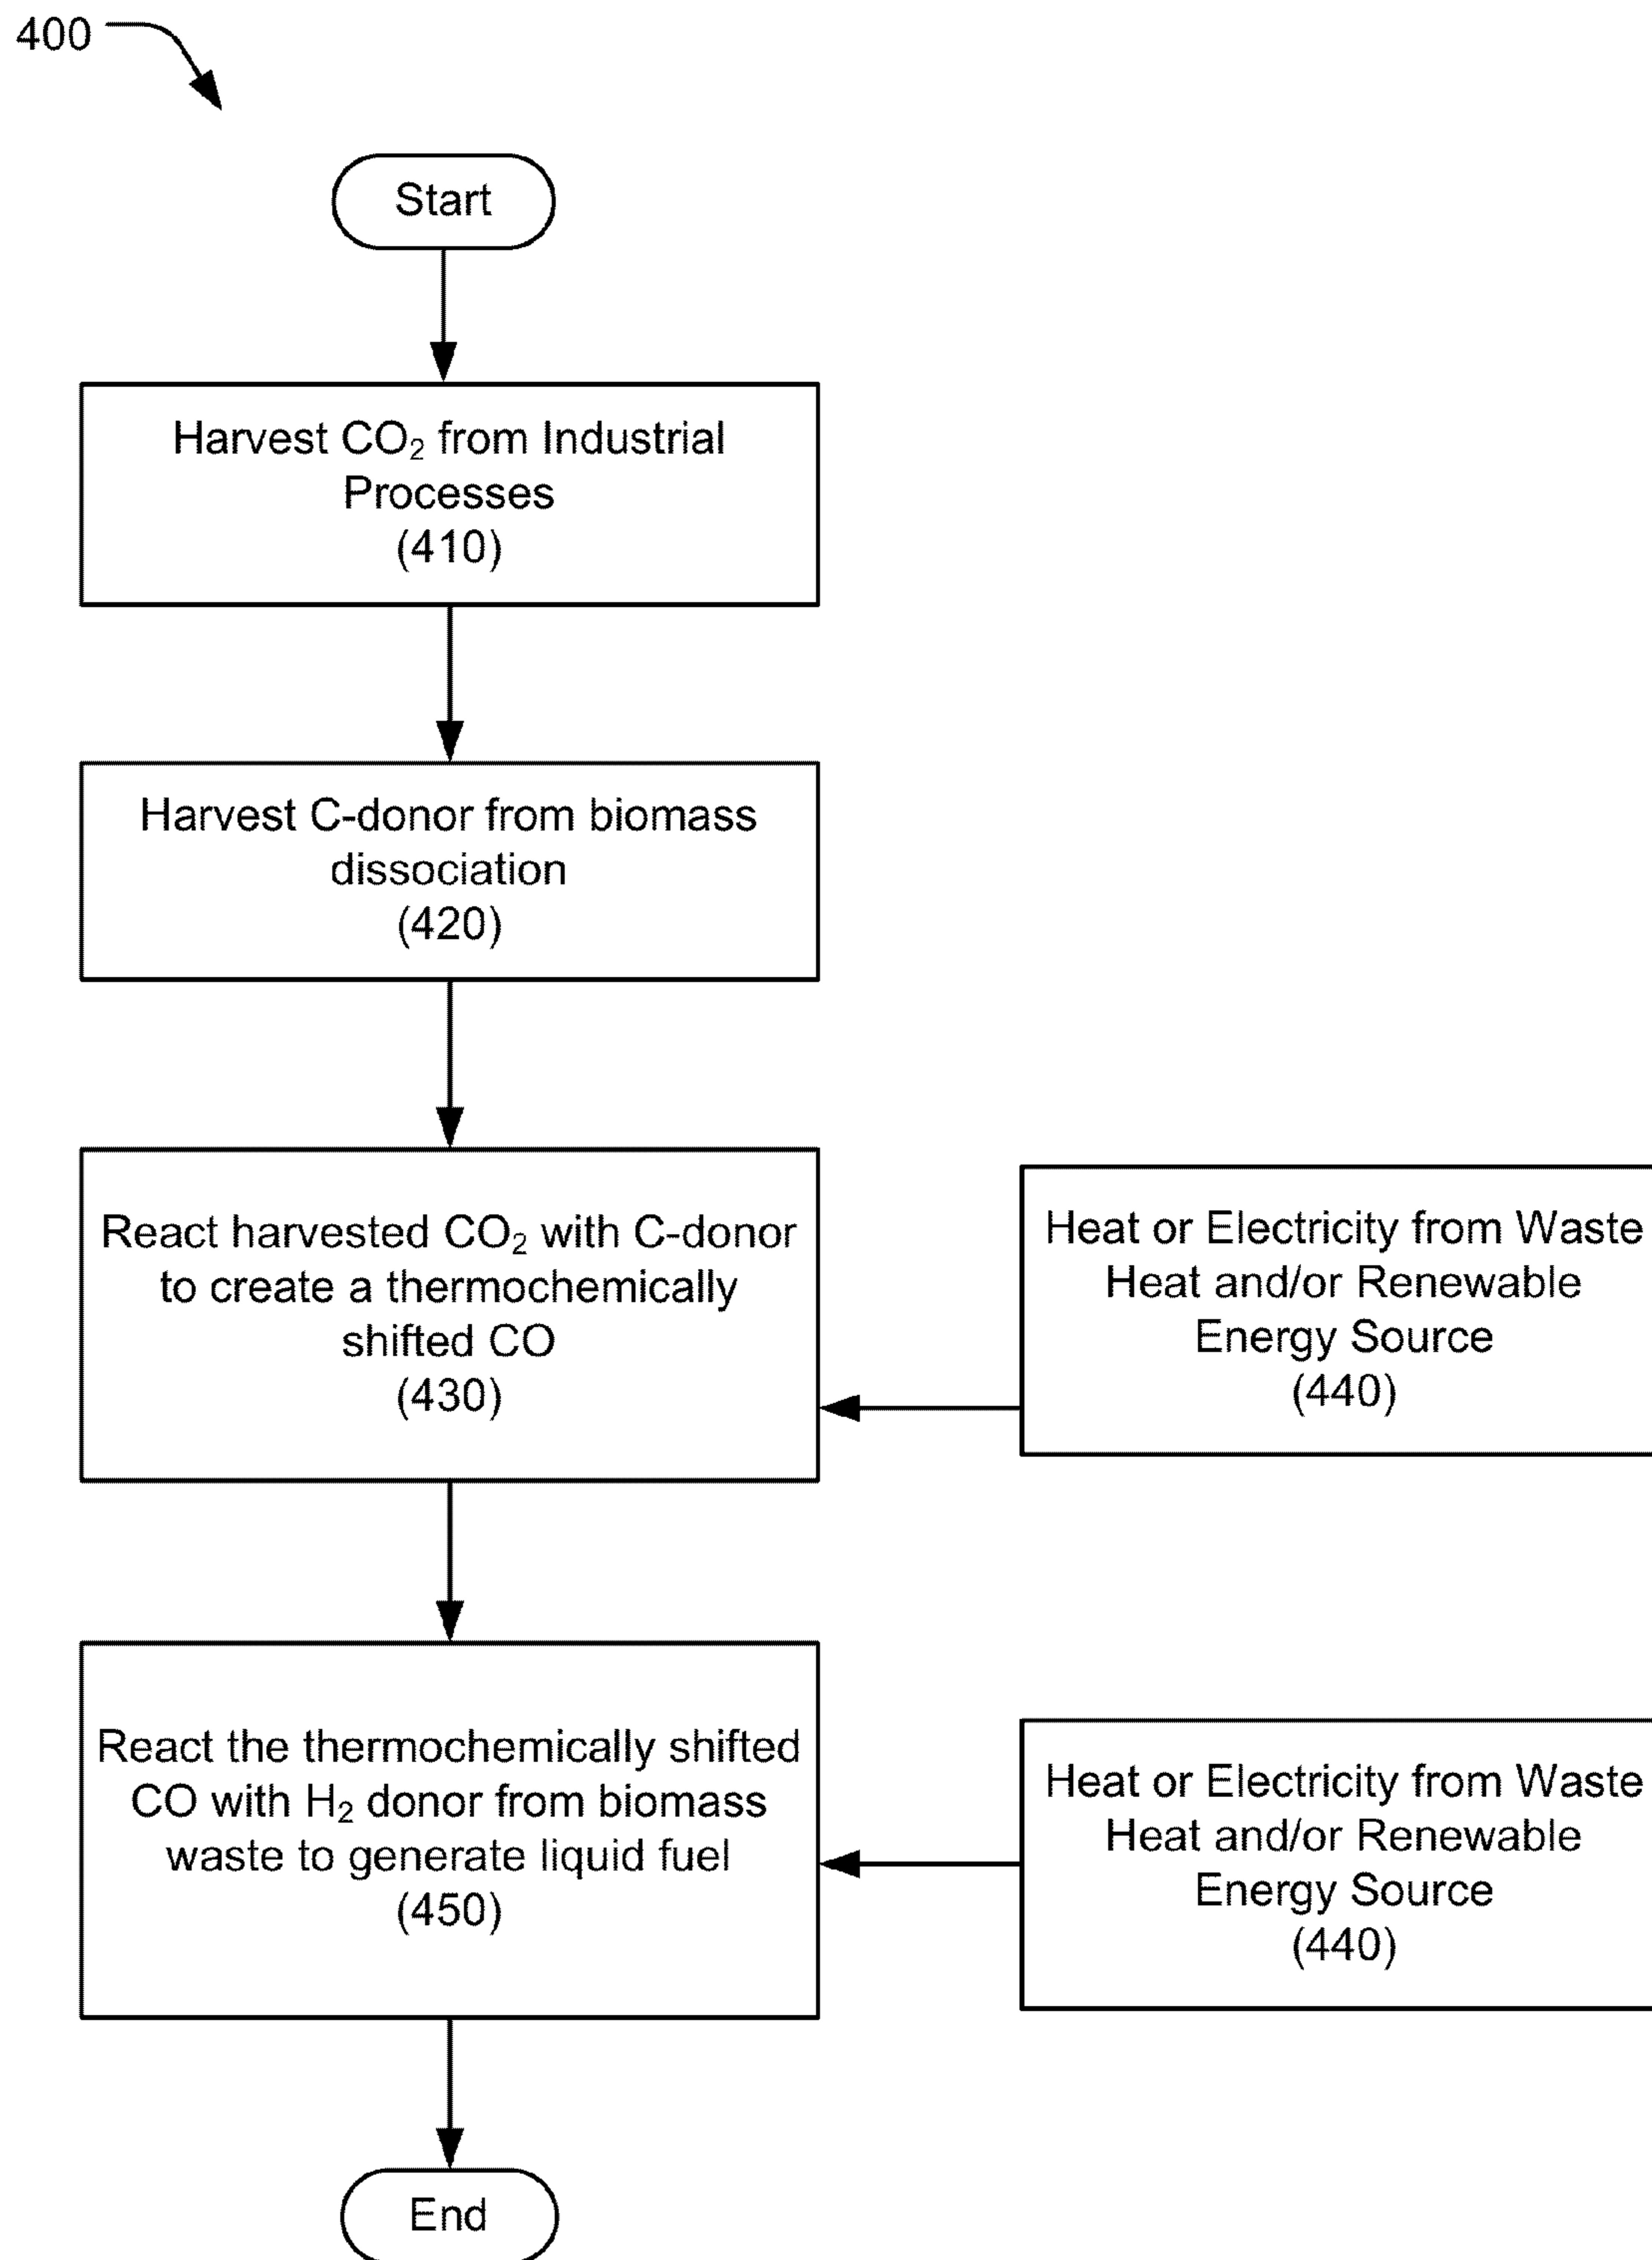 400
Start
Harvest CO₂ from Industrial
Processes
(410)
Harvest C-donor from biomass
dissociation
(420)
React harvested CO₂ with C-donor
to create a thermochemically
shifted CO
(430)
Heat or Electricity from Waste
Heat and/or Renewable
Energy Source
(440)
React the thermochemically shifted
CO with H₂ donor from biomass
waste to generate liquid fuel
(450)
Heat or Electricity from Waste
Heat and/or Renewable
Energy Source
(440)
End